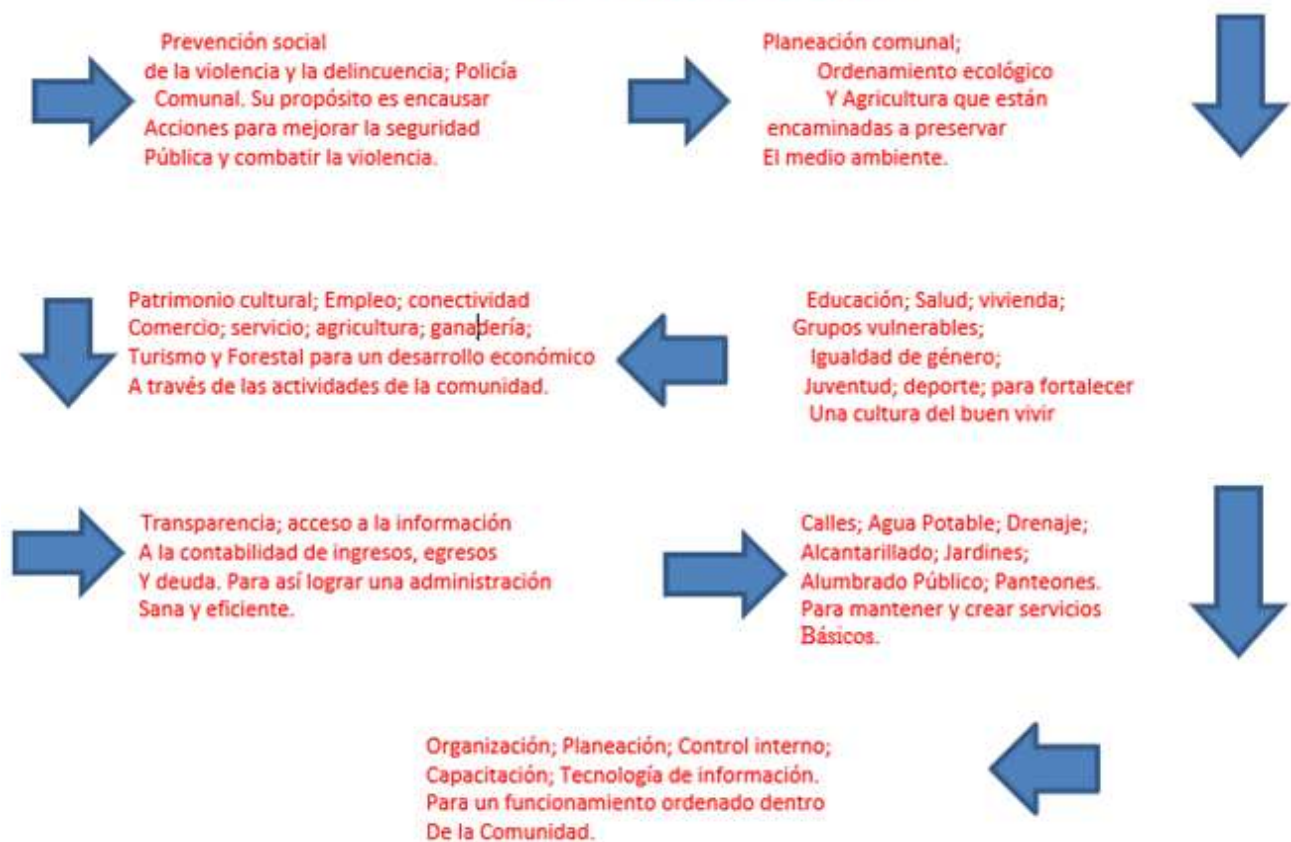 Prevención social
de la violencia y la delincuencia; Policía
Comunal. Su propósito es encausar
Acciones para mejorar la seguridad
Pública y combatir la violencia.
Planeación comunal;
Ordenamiento ecológico
Y Agricultura que están
encaminadas a preservar
El medio ambiente.
Educación; Salud; vivienda;
Grupos vulnerables;
Igualdad de género;
Juventud; deporte; para fortalecer
Una cultura del buen vivir
Patrimonio cultural; Empleo; conectividad
Comercio; servicio; agricultura; ganadería;
Turismo y Forestal para un desarrollo económico
A través de las actividades de la comunidad.
Transparencia; acceso a la información
A la contabilidad de ingresos, egresos
Y deuda. Para así lograr una administración
Sana y eficiente.
Calles; Agua Potable; Drenaje;
Alcantarillado; Jardines;
Alumbrado Público; Panteones.
Para mantener y crear servicios
Básicos.
Organización; Planeación; Control interno;
Capacitación; Tecnología de información.
Para un funcionamiento ordenado dentro
De la Comunidad.